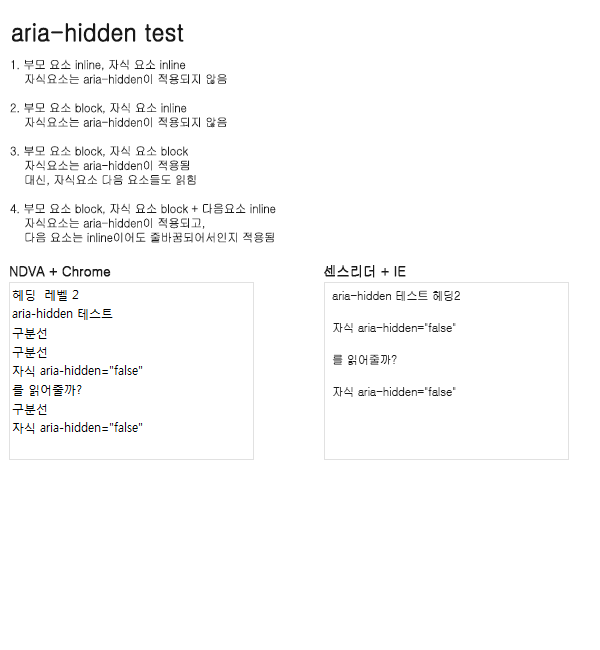 aria-hidden test
1. 부모 요소 inline, 자식 요소 inline
자식요소는 aria-hidden이 적용되지 않음
2. 부모 요소 block, 자식 요소 inline
자식요소는 aria-hidden이 적용되지 않음
3. 부모 요소 block, 자식 요소 block
자식요소는 aria-hidden이 적용됨
대신, 자식요소 다음 요소들도 읽힘
4. 부모 요소 block, 자식 요소 block + 다음요소 inline
자식요소는 aria-hidden이 적용되고,
다음 요소는 inline이어도 줄바꿈되어서인지 적용됨
NDVA + Chrome
헤딩 레벨 2
aria-hidden 테스트
구분선
구분선
자식 aria-hidden="false"
를 읽어줄까?
구분선
자식 aria-hidden="false"
센스리더 + IE
aria-hidden 테스트 헤딩2
자식 aria-hidden="false"
를 읽어줄까?
자식 aria-hidden="false"